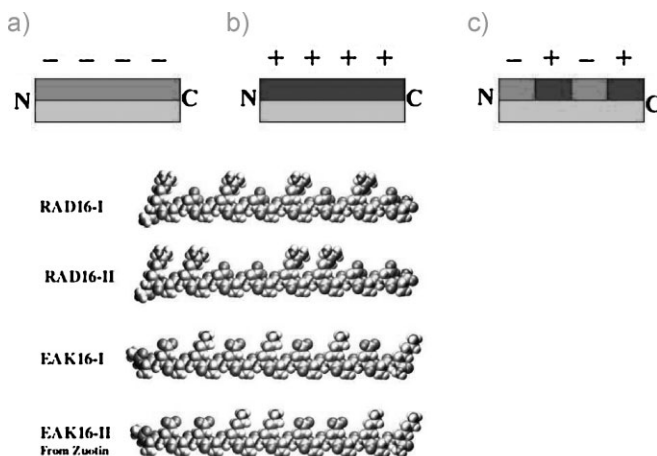 a) b) c)
− − − − + + + + − + − +
N C N C
RAD16-I
RAD16-II
EAK16-I
EAK16-II
From Zuotin